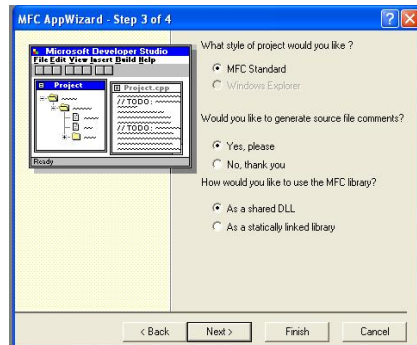 MFC AppWizard - Step 3 of 4
Microsoft Developer Studio
File Edit View Insert Build Help
Project
Project.cpp
//TODO:
//TODO:
Ready
What style of project would you like ?
MFC Standard
Windows Explorer
Would you like to generate source file comments?
Yes, please
No, thank you
How would you like to use the MFC library?
As a shared DLL
As a statically linked library
< Back
Next >
Finish
Cancel